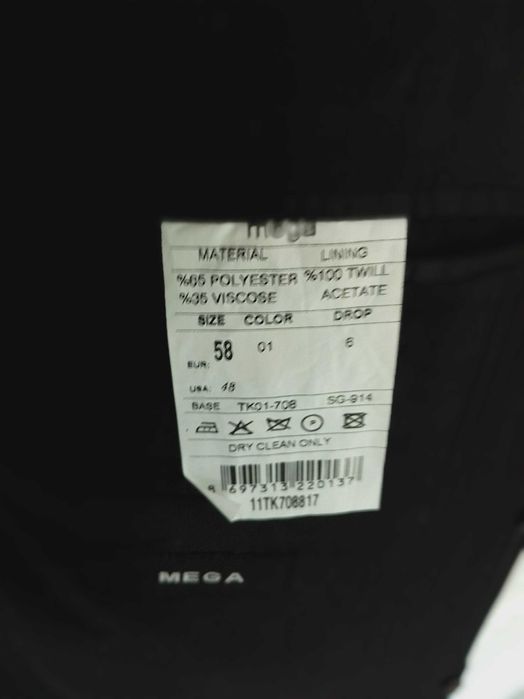 mega
MATERIAL LINING
%65 POLYESTER %100 TWILL
%35 VISCOSE ACETATE
SIZE COLOR DROP
EUR: 58 01 6
USA: 48
BASE TK01-708 SG-914
P
DRY CLEAN ONLY
8 697313 220137
11TK708817
MEGA